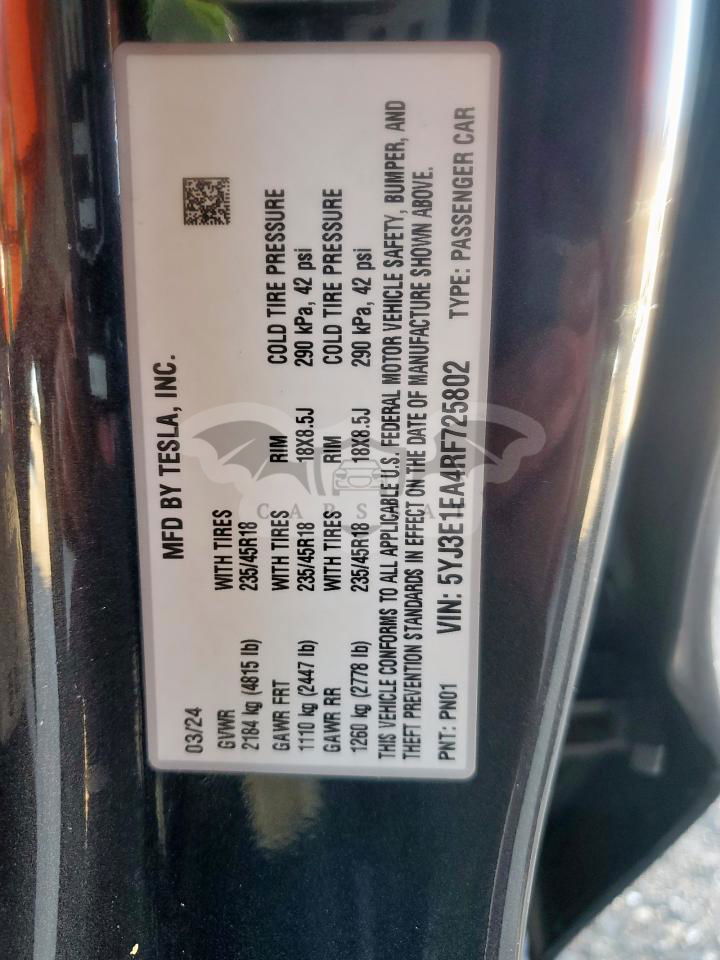 MFD BY TESLA, INC.
03/24
GVWR WITH TIRES
2184 kg (4815 lb) 235/45R18
GAWR FRT WITH TIRES RIM COLD TIRE PRESSURE
1110 kg (2447 lb) 235/45R18 18X8.5J 290 kPa, 42 psi
GAWR RR WITH TIRES RIM COLD TIRE PRESSURE
1260 kg (2778 lb) 235/45R18 18X8.5J 290 kPa, 42 psi
THIS VEHICLE CONFORMS TO ALL APPLICABLE U.S. FEDERAL MOTOR VEHICLE SAFETY, BUMPER, AND
THEFT PREVENTION STANDARDS IN EFFECT ON THE DATE OF MANUFACTURE SHOWN ABOVE.
PNT: PN01 VIN: 5YJ3E1EA4RF725802 TYPE: PASSENGER CAR